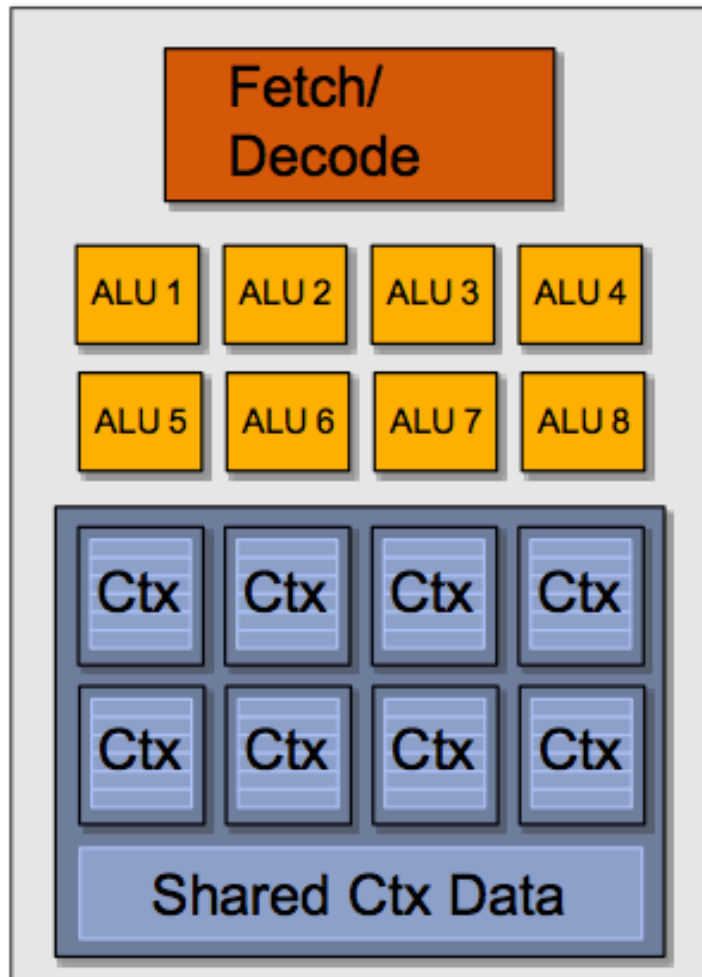 Fetch/
Decode
ALU 1 ALU 2 ALU 3 ALU 4
ALU 5 ALU 6 ALU 7 ALU 8
Ctx Ctx Ctx Ctx
Ctx Ctx Ctx Ctx
Shared Ctx Data